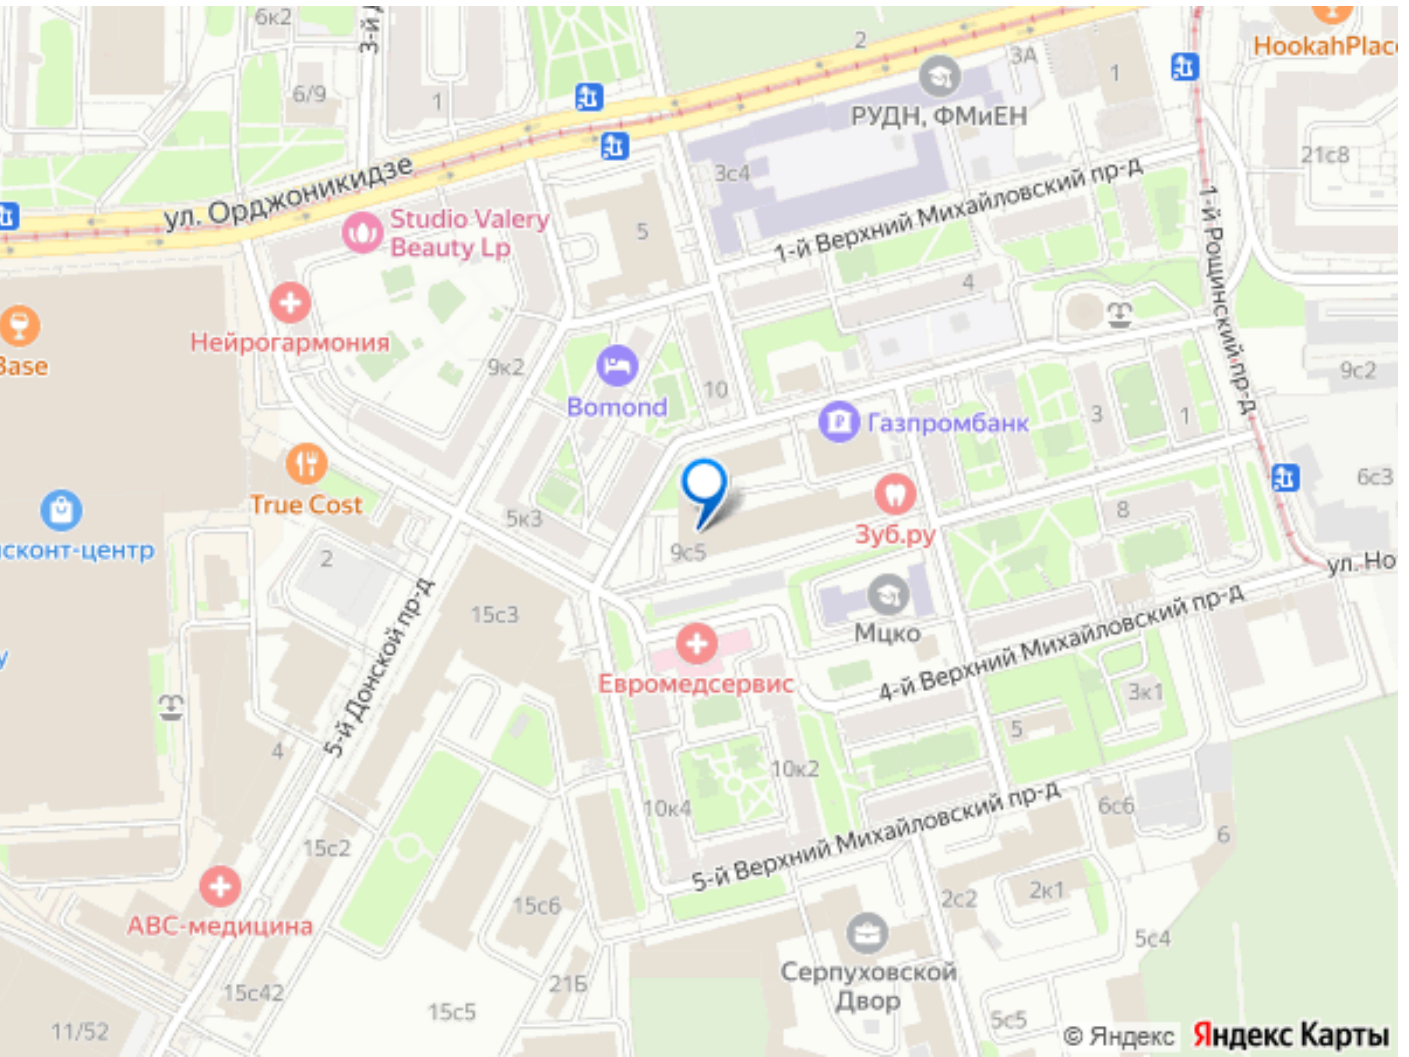 6к2
3-й
2
3А
HookahPlac
6/9
1
1
РУДН, ФМиЕН
21с8
3с4
ул. Орджоникидзе
1-й Верхний Михайловский пр-д
1-й Рощинский пр-д
Studio Valery
Beauty Lp
5
4
Нейрогармония
Base
9к2
9с2
10
Bomond
Газпромбанк
3
1
True Cost
6с3
5к3
8
Зуб.ру
9с5
сконт-центр
2
ул. Но
15с3
5-й Донской пр-д
Мцко
4-й Верхний Михайловский пр-д
у
Евромедсервис
3к1
5
4
10к2
10к4
5-й Верхний Михайловский пр-д
6с6
6
15с2
2к1
2с2
15с6
АВС-медицина
5с4
Серпуховской
Двор
21Б
15с42
15с5
5с5
11/52
© Яндекс
Яндекс Карты